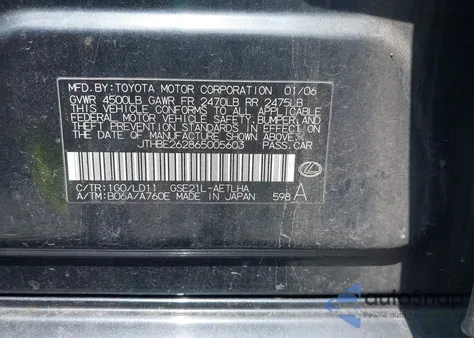 MFD. BY: TOYOTA MOTOR CORPORATION 01/06
GVWR 4500LB GAWR FR 2470LB RR 2475LB
THIS VEHICLE CONFORMS TO ALL APPLICABLE
FEDERAL MOTOR VEHICLE SAFETY, BUMPER, AND
THEFT PREVENTION STANDARDS IN EFFECT ON
THE DATE OF MANUFACTURE SHOWN ABOVE.
JTHBE262865005603 PASS.CAR
C/TR:1G0/LD11 GSE21L-AETLHA
A/TM:B06A/A760E MADE IN JAPAN 598 A
autosnap